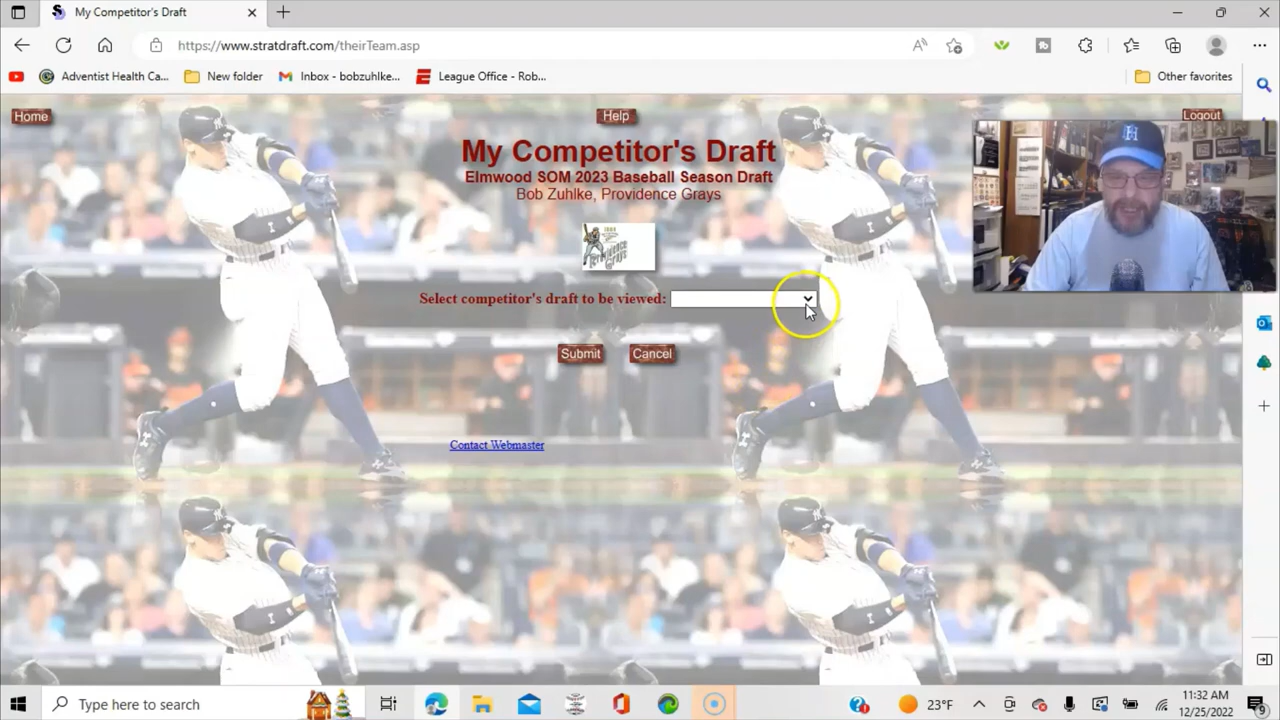 My Competitor's Draft
https://www.stratdraft.com/theirTeam.asp
Adventist Health Ca...
New folder
Inbox - bobzuhlke...
League Office - Rob...
Other favorites
Home
Help
Logout
My Competitor's Draft
Elmwood SOM 2023 Baseball Season Draft
Bob Zuhlke, Providence Grays
Select competitor's draft to be viewed:
Submit
Cancel
Contact Webmaster
Type here to search
23°F
11:32 AM
12/25/2022